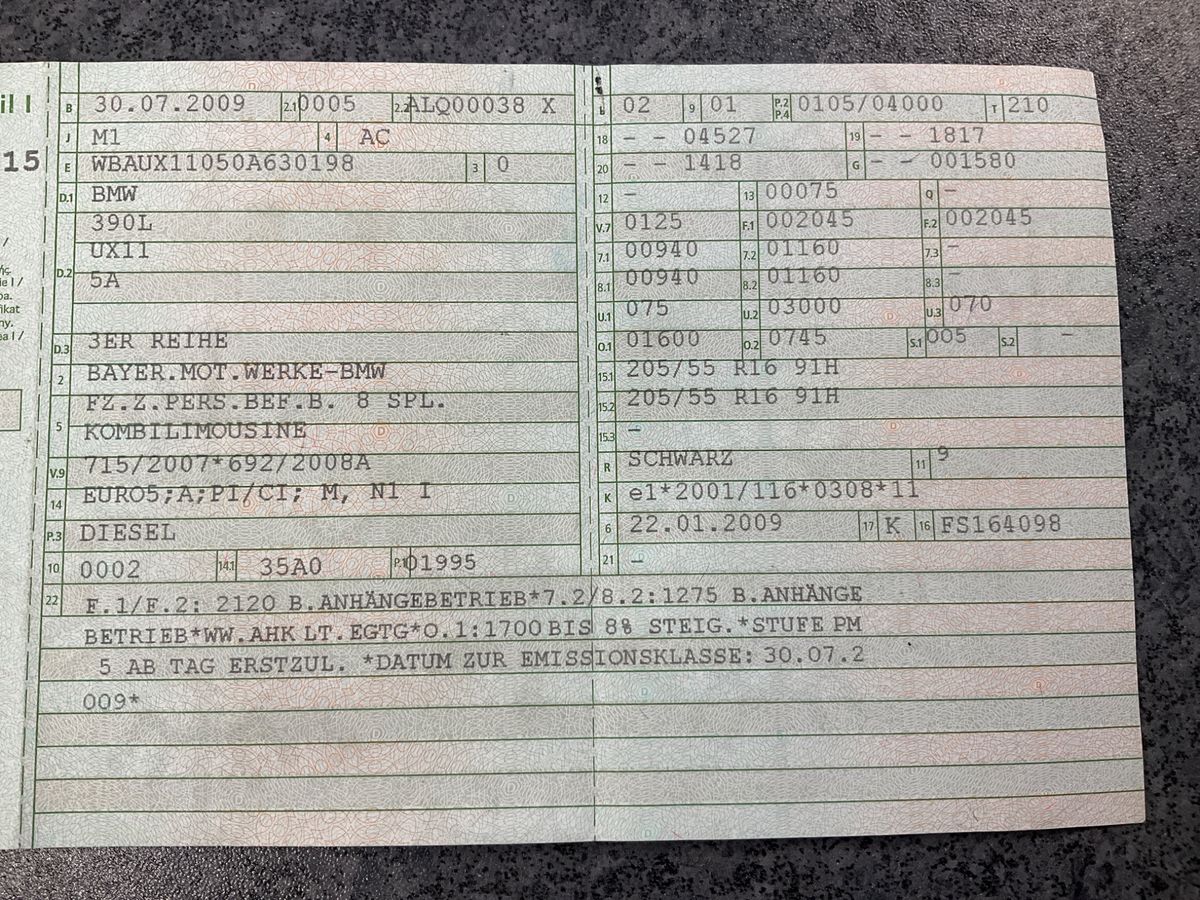 il I
15
/
ış-
ie I /
pa.
fikat
ny.
ea I /
B 30.07.2009 2.1 0005 2.2 ALQ00038 X
J M1 4 AC
E WBAUX11050A630198 3 0
D.1 BMW
390L
UX11
D.2 5A
D.3 3ER REIHE
2 BAYER.MOT.WERKE-BMW
FZ.Z.PERS.BEF.B. 8 SPL.
5 KOMBILIMOUSINE
V.9 715/2007*692/2008A
14 EURO5;A;PI/CI; M, N1 I
P.3 DIESEL
10 0002 14.1 35A0 P.1 01995
L 02 9 01 P.2 P.4 0105/04000 T 210
18 - - 04527 19 - - 1817
20 - - 1418 G - - 001580
12 - 13 00075 Q -
V.7 0125 F.1 002045 F.2 002045
7.1 00940 7.2 01160 7.3 -
8.1 00940 8.2 01160 8.3 -
U.1 075 U.2 03000 U.3 070
O.1 01600 O.2 0745 S.1 005 S.2 -
15.1 205/55 R16 91H
15.2 205/55 R16 91H
15.3 -
R SCHWARZ 11 9
K e1*2001/116*0308*11
6 22.01.2009 17 K 16 FS164098
21 -
22 F.1/F.2: 2120 B.ANHÄNGEBETRIEB*7.2/8.2:1275 B.ANHÄNGE
BETRIEB*WW.AHK LT.EGTG*O.1:1700 BIS 8% STEIG.*STUFE PM
5 AB TAG ERSTZUL. *DATUM ZUR EMISSIONSKLASSE: 30.07.2
009*